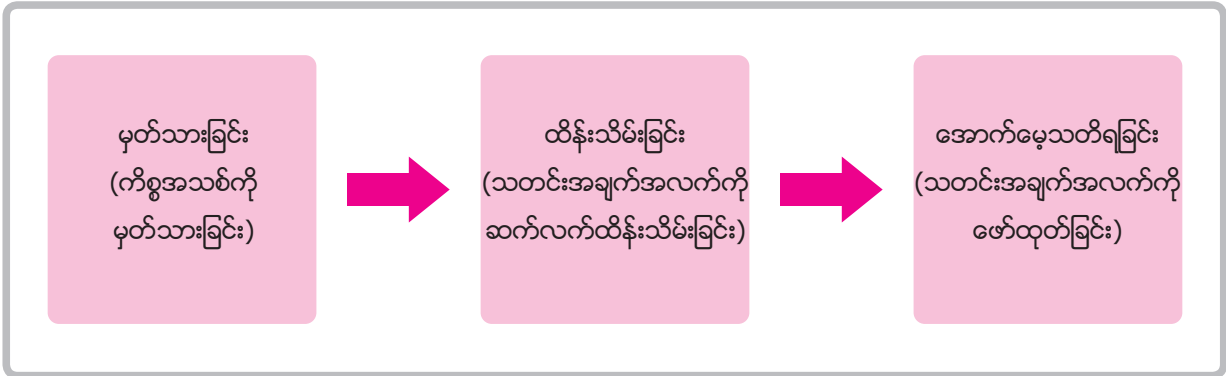 မှတ်သားခြင်း
(ကိစ္စအသစ်ကို
မှတ်သားခြင်း)
ထိန်းသိမ်းခြင်း
(သတင်းအချက်အလက်ကို
ဆက်လက်ထိန်းသိမ်းခြင်း)
အောက်မေ့သတိရခြင်း
(သတင်းအချက်အလက်ကို
ဖော်ထုတ်ခြင်း)